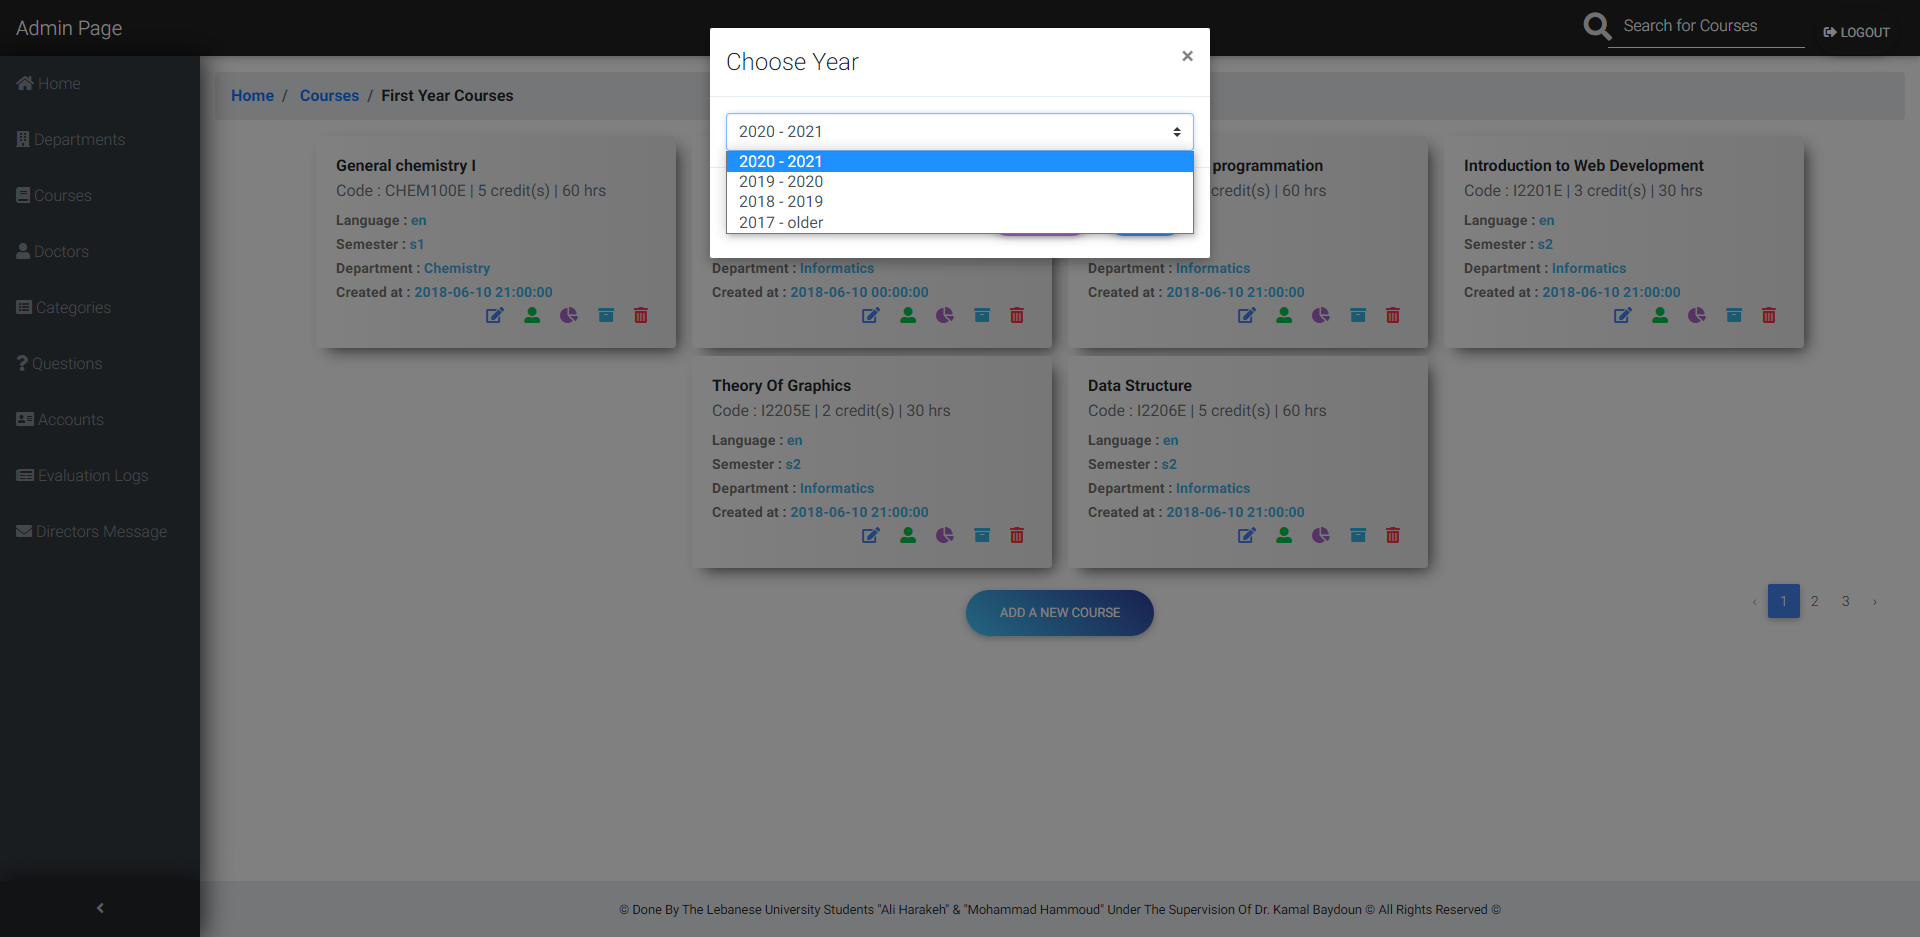 Admin Page
Search for Courses
LOGOUT
Home
Departments
Courses
Doctors
Categories
Questions
Accounts
Evaluation Logs
Directors Message
Home / Courses / First Year Courses
Choose Year
×
2020 - 2021
2020 - 2021
2019 - 2020
2018 - 2019
2017 - older
General chemistry I
Code : CHEM100E | 5 credit(s) | 60 hrs
Language : en
Semester : s1
Department : Chemistry
Created at : 2018-06-10 21:00:00
Department : Informatics
Created at : 2018-06-10 00:00:00
programmation
credit(s) | 60 hrs
Department : Informatics
Created at : 2018-06-10 21:00:00
Introduction to Web Development
Code : I2201E | 3 credit(s) | 30 hrs
Language : en
Semester : s2
Department : Informatics
Created at : 2018-06-10 21:00:00
Theory Of Graphics
Code : I2205E | 2 credit(s) | 30 hrs
Language : en
Semester : s2
Department : Informatics
Created at : 2018-06-10 21:00:00
Data Structure
Code : I2206E | 5 credit(s) | 60 hrs
Language : en
Semester : s2
Department : Informatics
Created at : 2018-06-10 21:00:00
ADD A NEW COURSE
‹ 1 2 3 ›
© Done By The Lebanese University Students "Ali Harakeh" & "Mohammad Hammoud" Under The Supervision Of Dr. Kamal Baydoun © All Rights Reserved ©